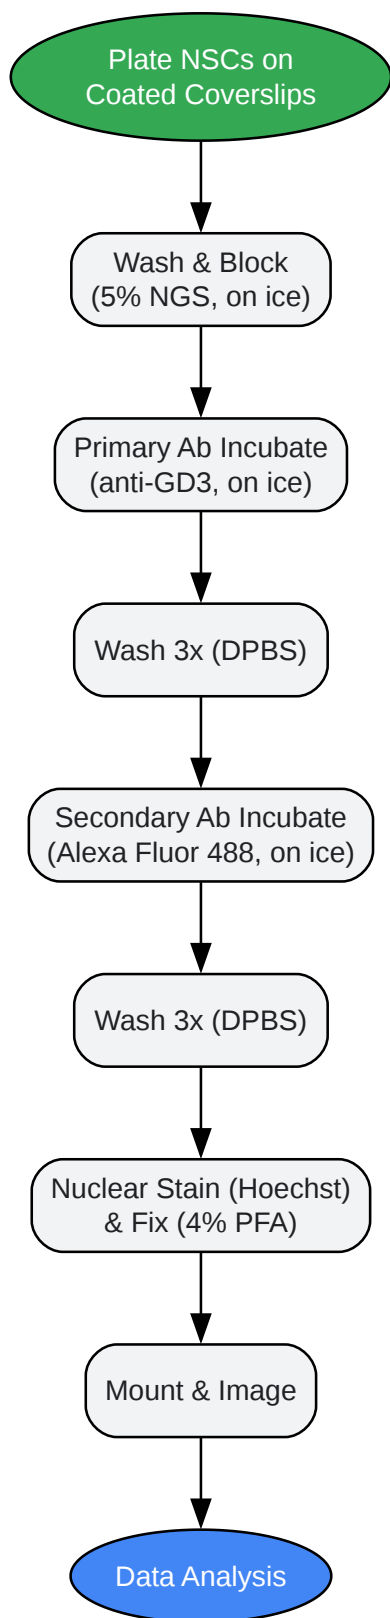 Plate NSCs on
Coated Coverslips
Wash & Block
(5% NGS, on ice)
Primary Ab Incubate
(anti-GD3, on ice)
Wash 3x (DPBS)
Secondary Ab Incubate
(Alexa Fluor 488, on ice)
Wash 3x (DPBS)
Nuclear Stain (Hoechst)
& Fix (4% PFA)
Mount & Image
Data Analysis